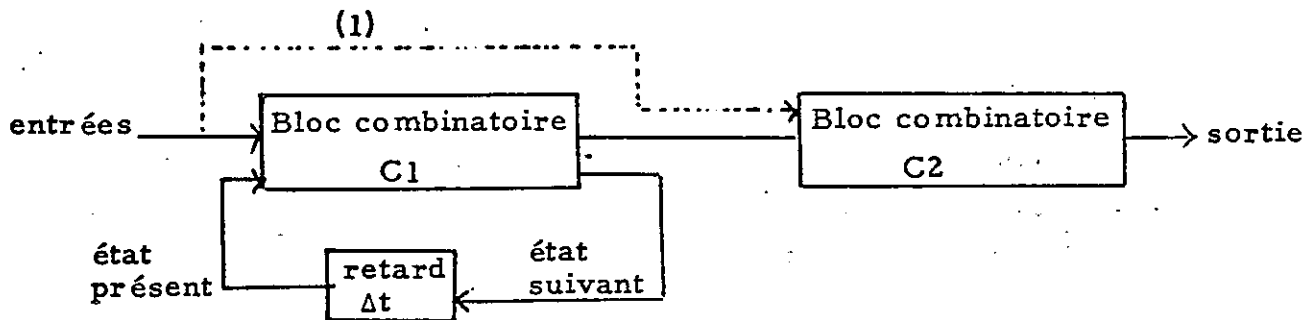 (1)
entrées
Bloc combinatoire
C1
Bloc combinatoire
C2
sortie
état
présent
retard
Δt
état
suivant